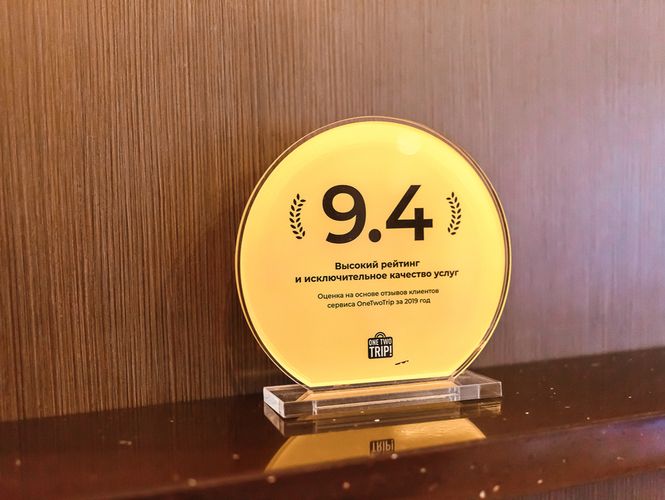 9.4
Высокий рейтинг
и исключительное качество услуг
Оценка на основе отзывов клиентов
сервиса OneTwoTrip за 2019 год
ONE TWO
TRIP!
TRIP!